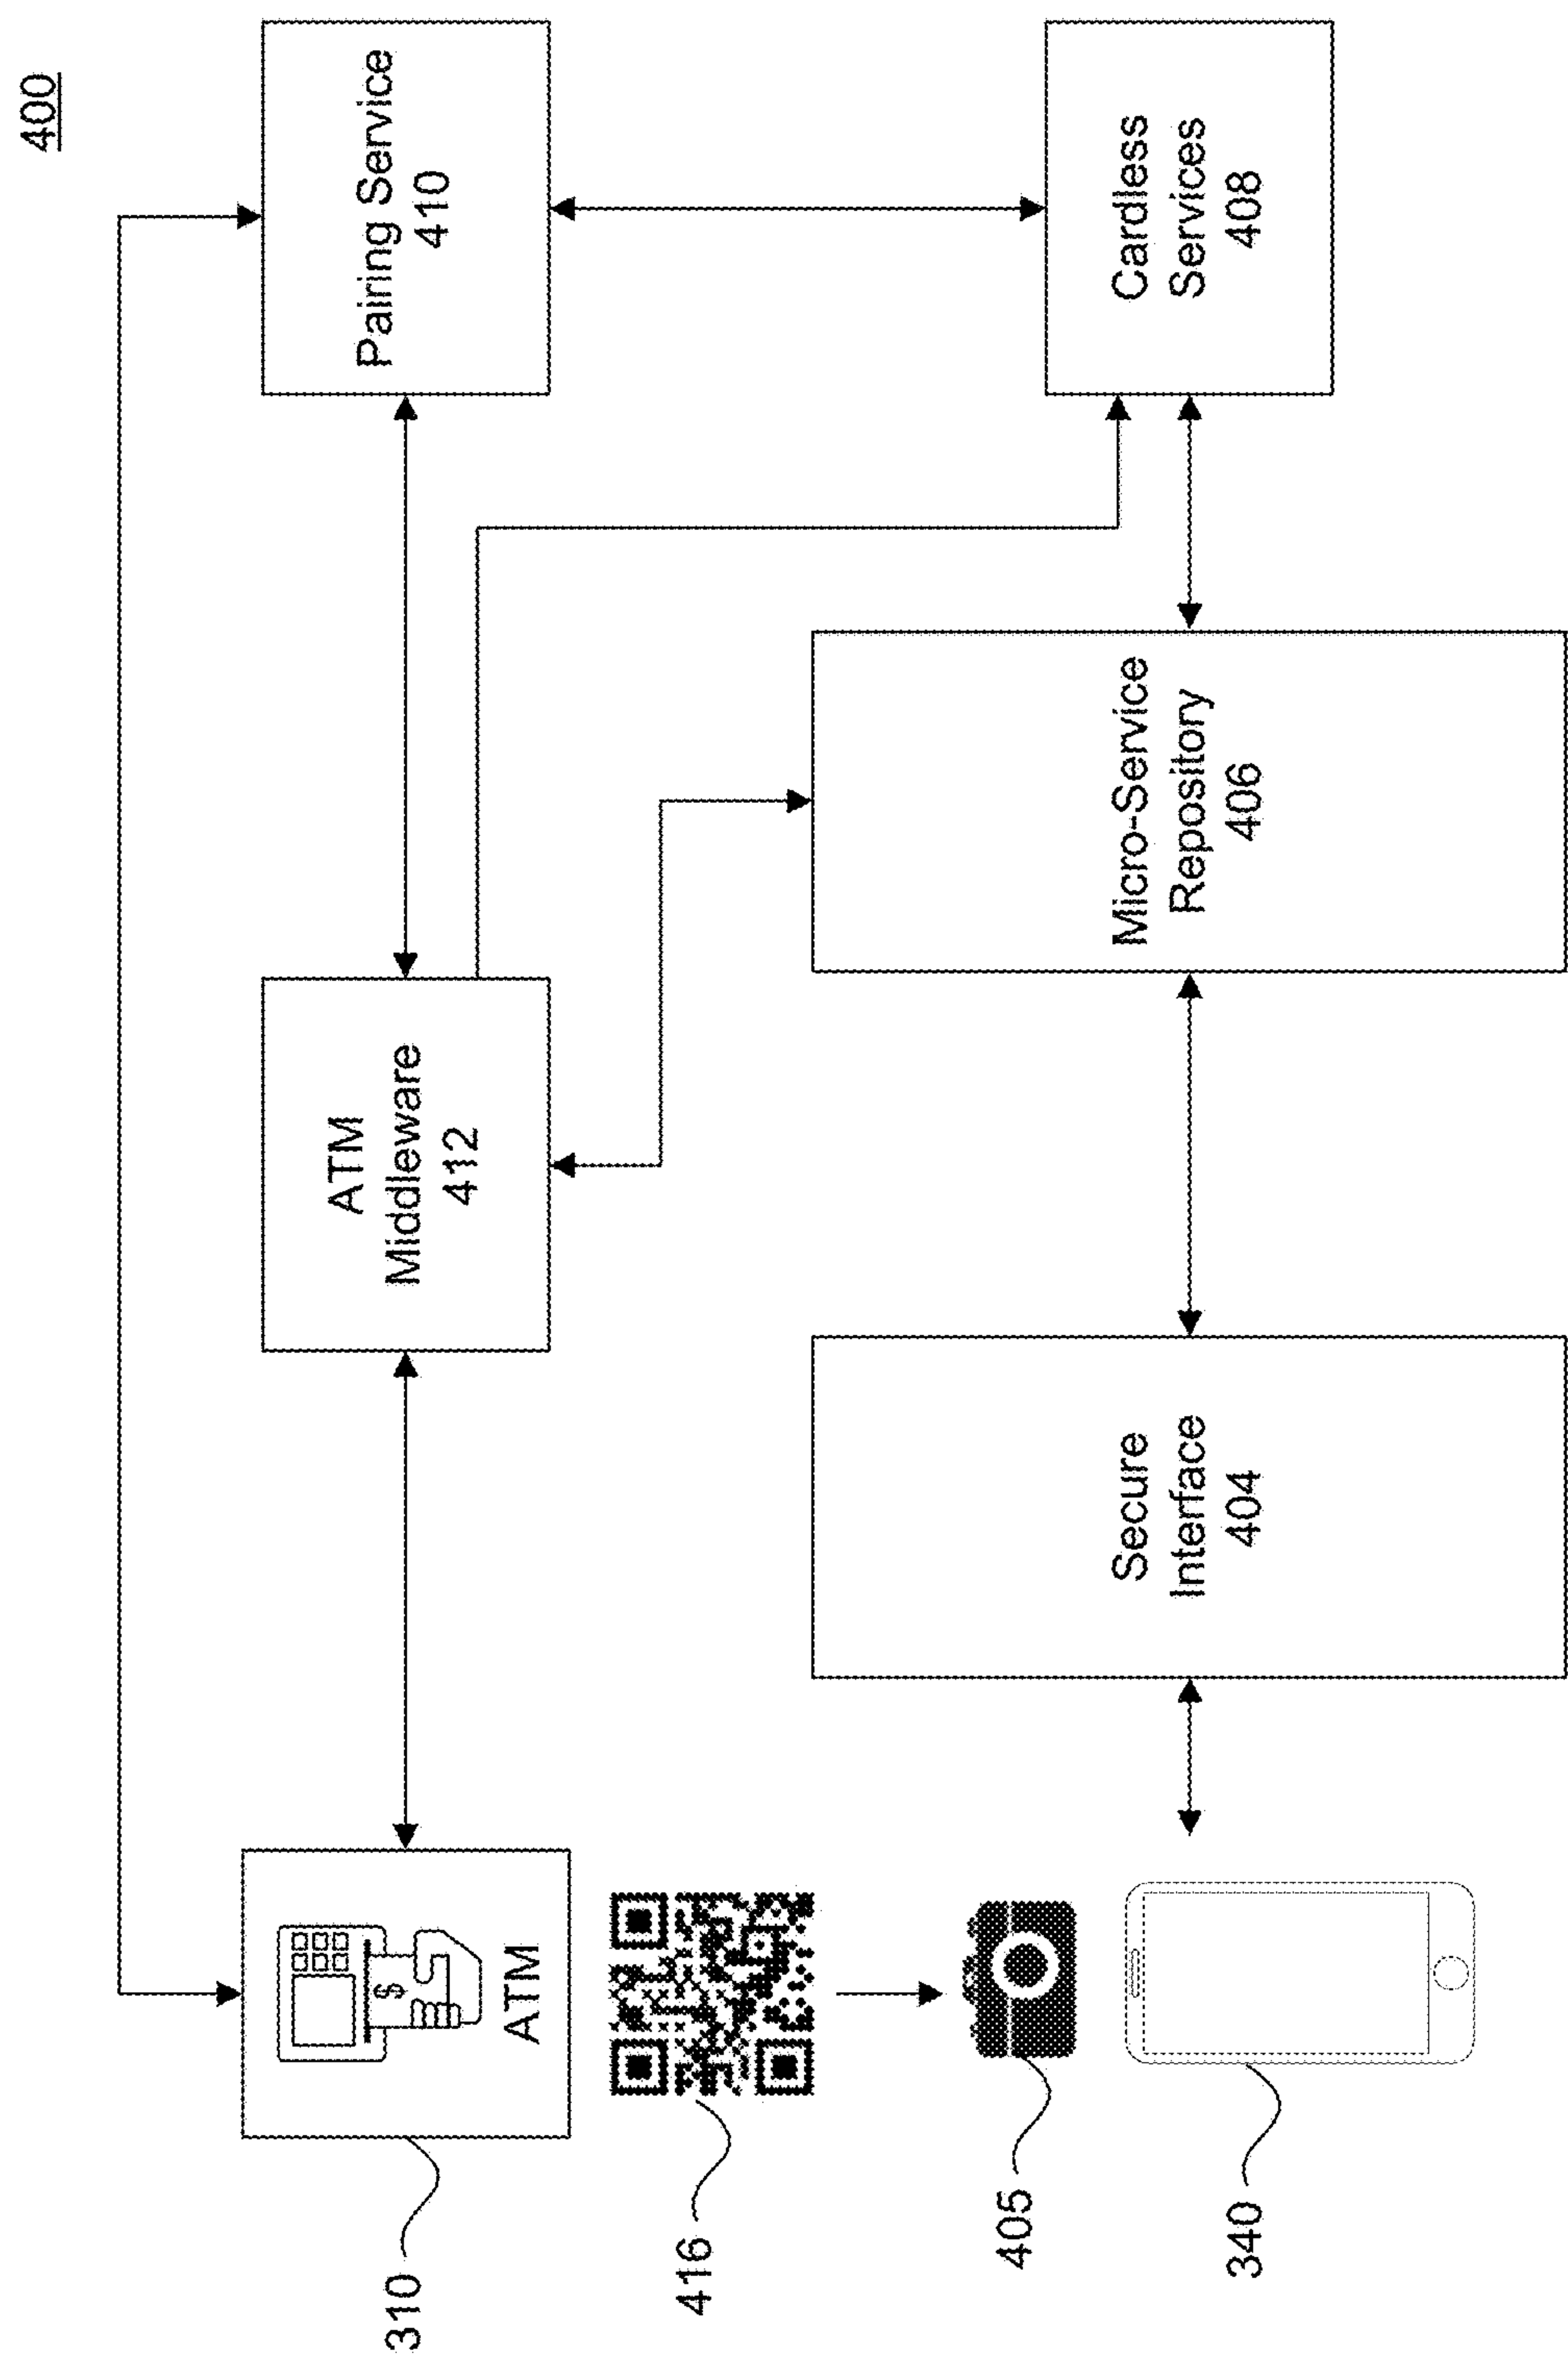 400
ATM
310
ATM
Middleware
412
Pairing Service
410
416
405
340
Secure
Interface
404
Micro-Service
Repository
406
Cardless
Services
408
$